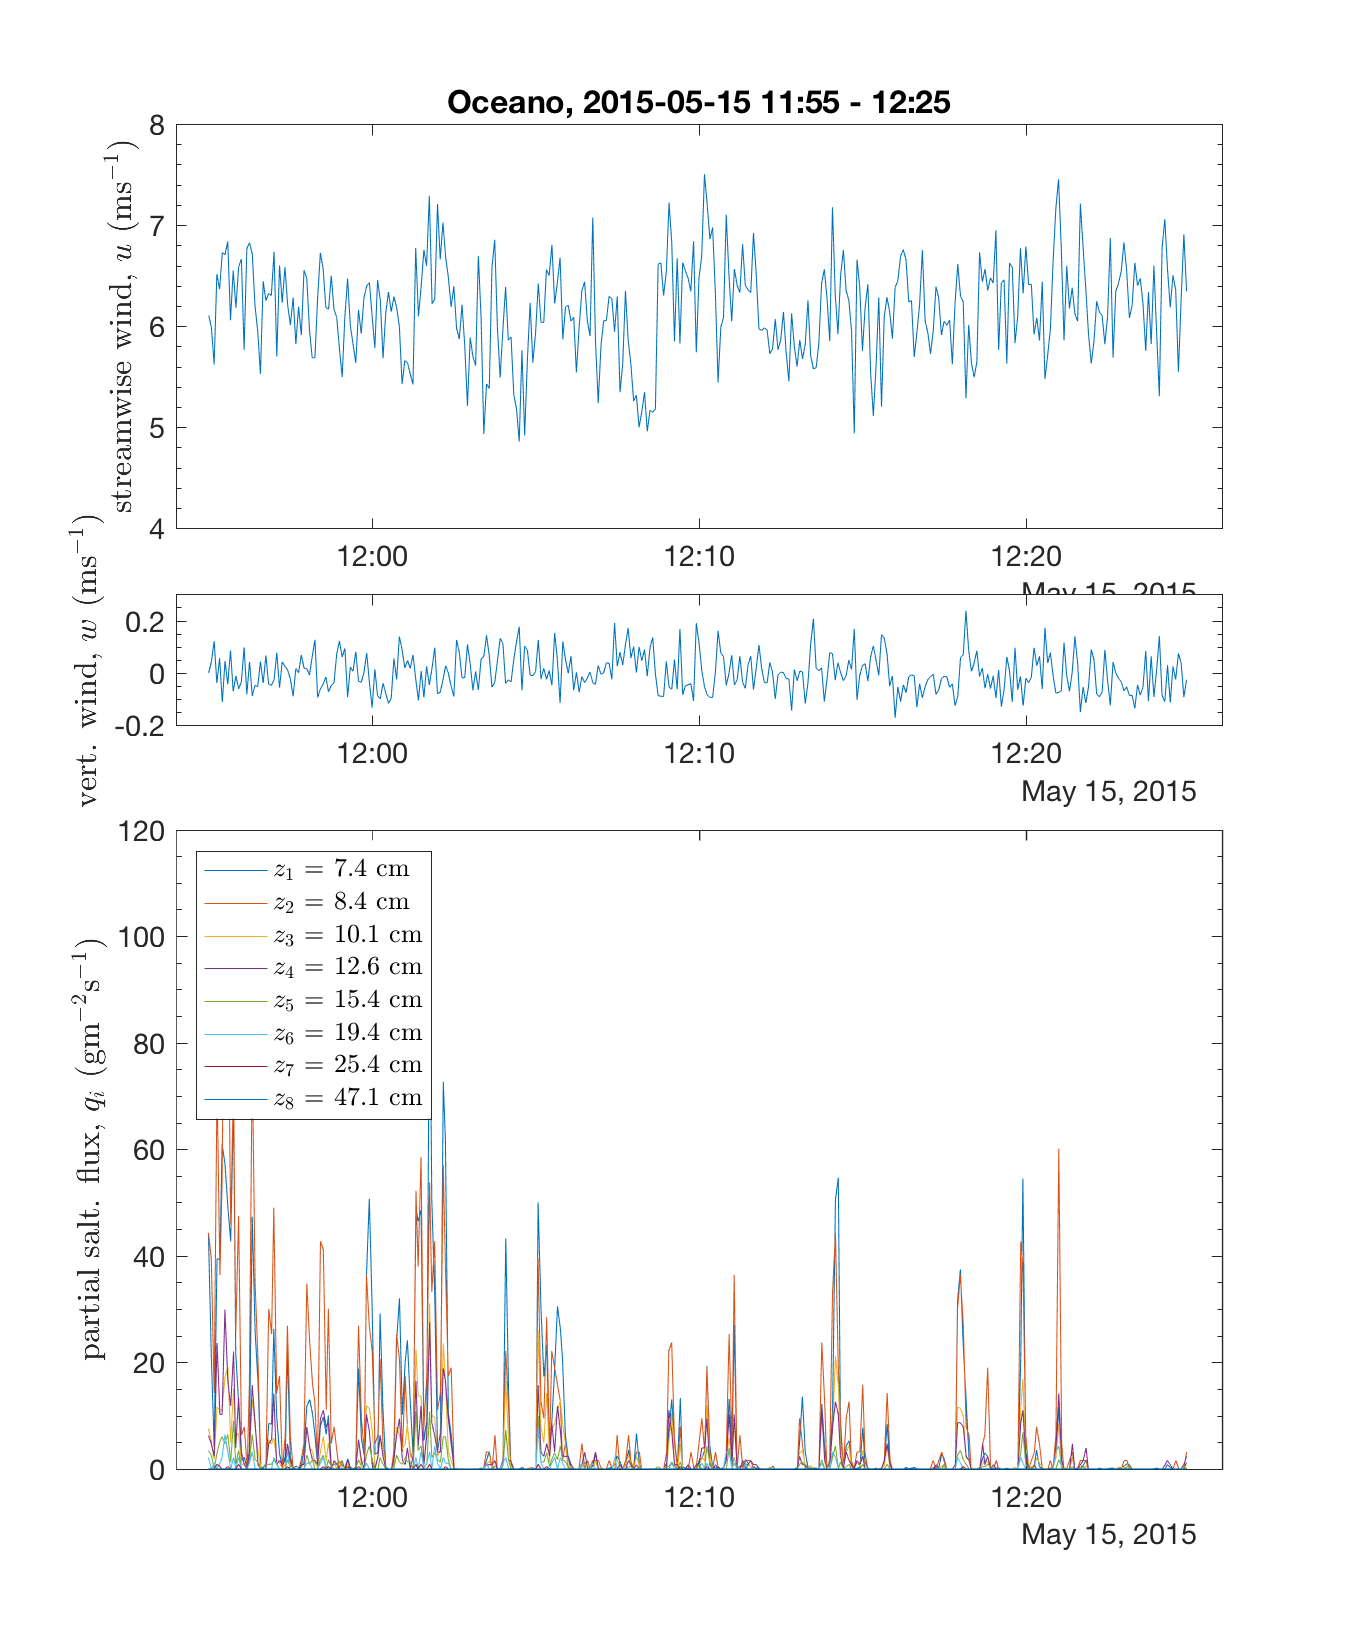 Oceano, 2015-05-15 11:55 - 12:25
streamwise wind, u (ms⁻¹)
8
7
6
5
4
12:00 12:10 12:20
May 15, 2015
vert. wind, w (ms⁻¹)
0.2
0
-0.2
12:00 12:10 12:20
May 15, 2015
partial salt. flux, qᵢ (gm⁻²s⁻¹)
120
100
80
60
40
20
0
z₁ = 7.4 cm
z₂ = 8.4 cm
z₃ = 10.1 cm
z₄ = 12.6 cm
z₅ = 15.4 cm
z₆ = 19.4 cm
z₇ = 25.4 cm
z₈ = 47.1 cm
12:00 12:10 12:20
May 15, 2015